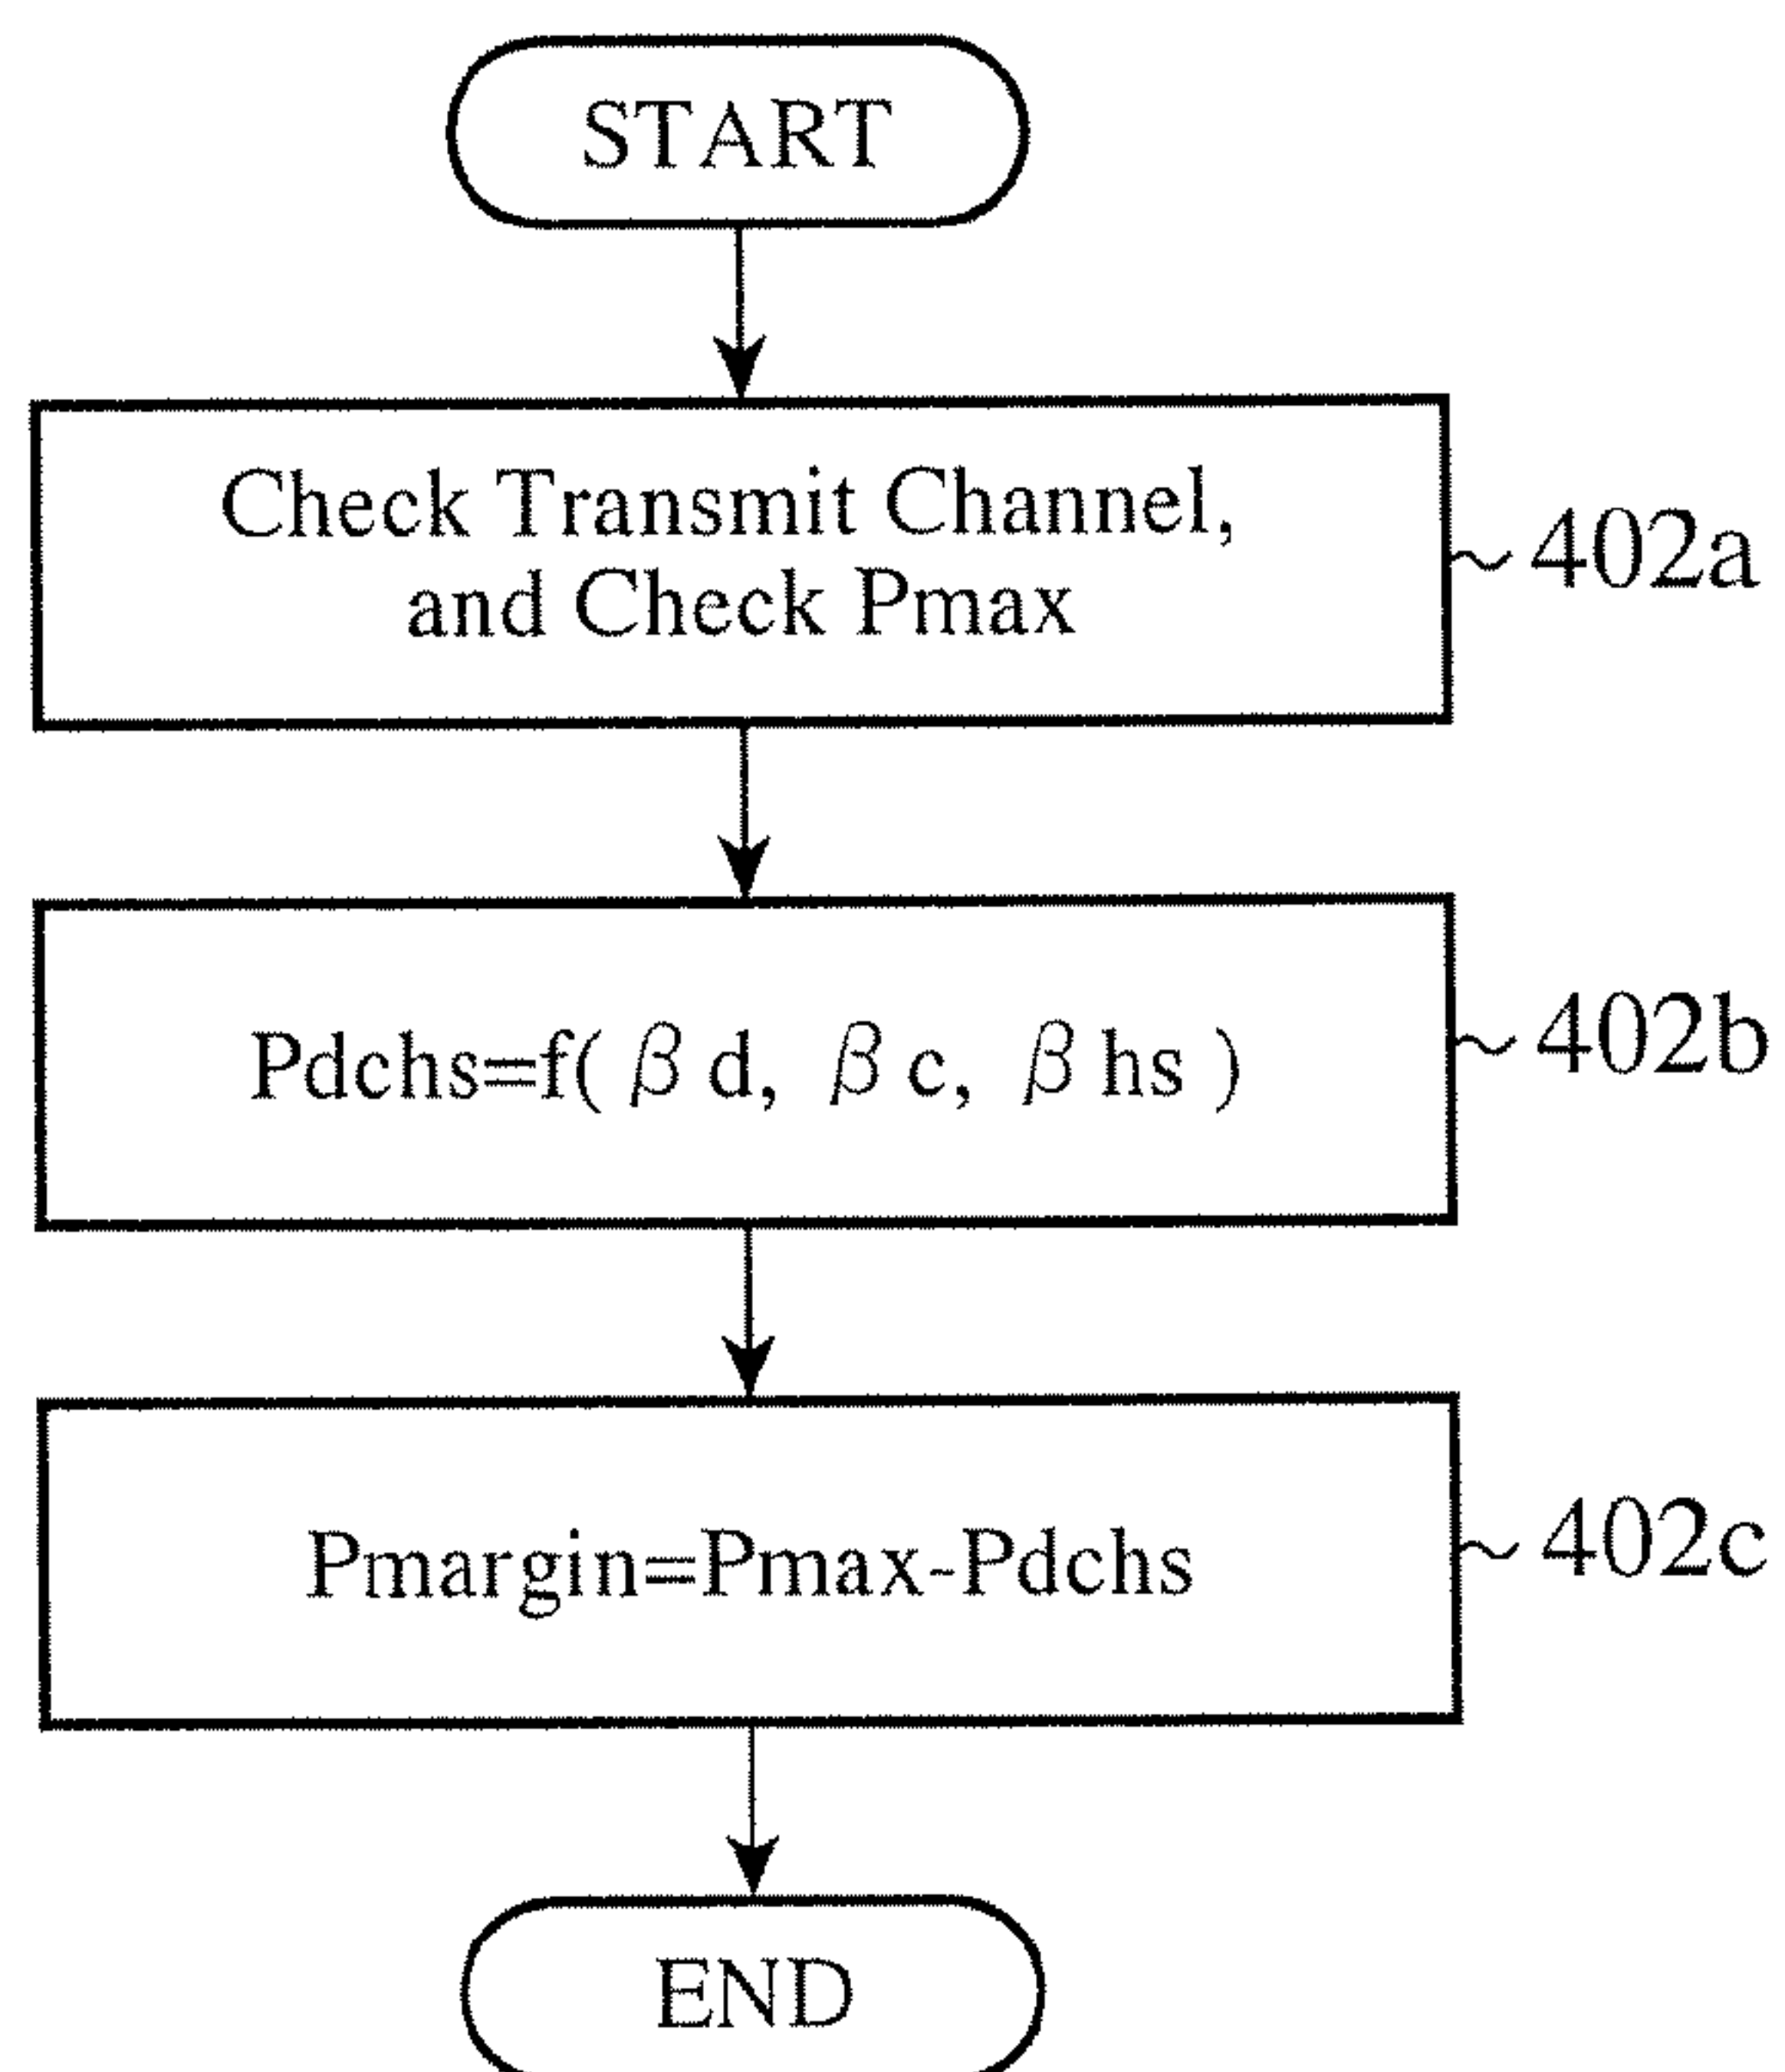 START
Check Transmit Channel,
and Check Pmax
402a
Pdchs=f( β d, β c, β hs )
402b
Pmargin=Pmax-Pdchs
402c
END